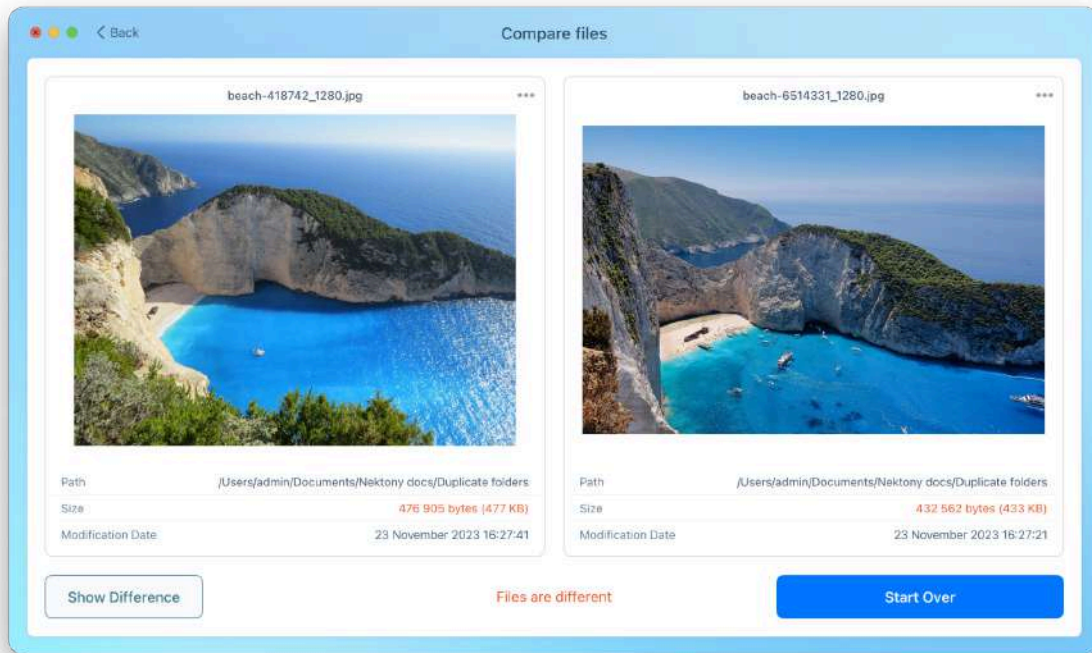 Back
Compare files
beach-418742_1280.jpg
beach-6514331_1280.jpg
Path /Users/admin/Documents/Nektony docs/Duplicate folders
Size 476 905 bytes (477 KB)
Modification Date 23 November 2023 16:27:41
Path /Users/admin/Documents/Nektony docs/Duplicate folders
Size 432 562 bytes (433 KB)
Modification Date 23 November 2023 16:27:21
Show Difference
Files are different
Start Over